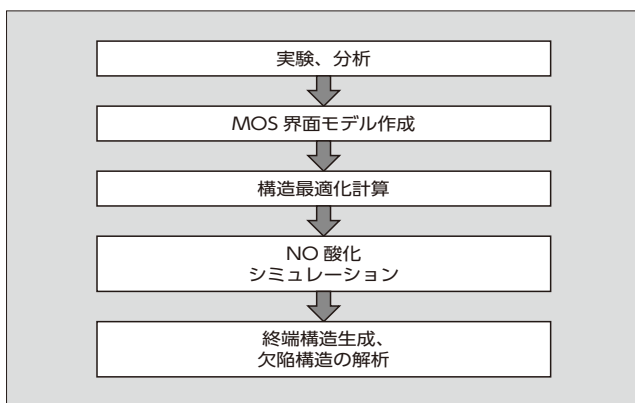 実験、分析
MOS 界面モデル作成
構造最適化計算
NO 酸化
シミュレーション
終端構造生成、
欠陥構造の解析